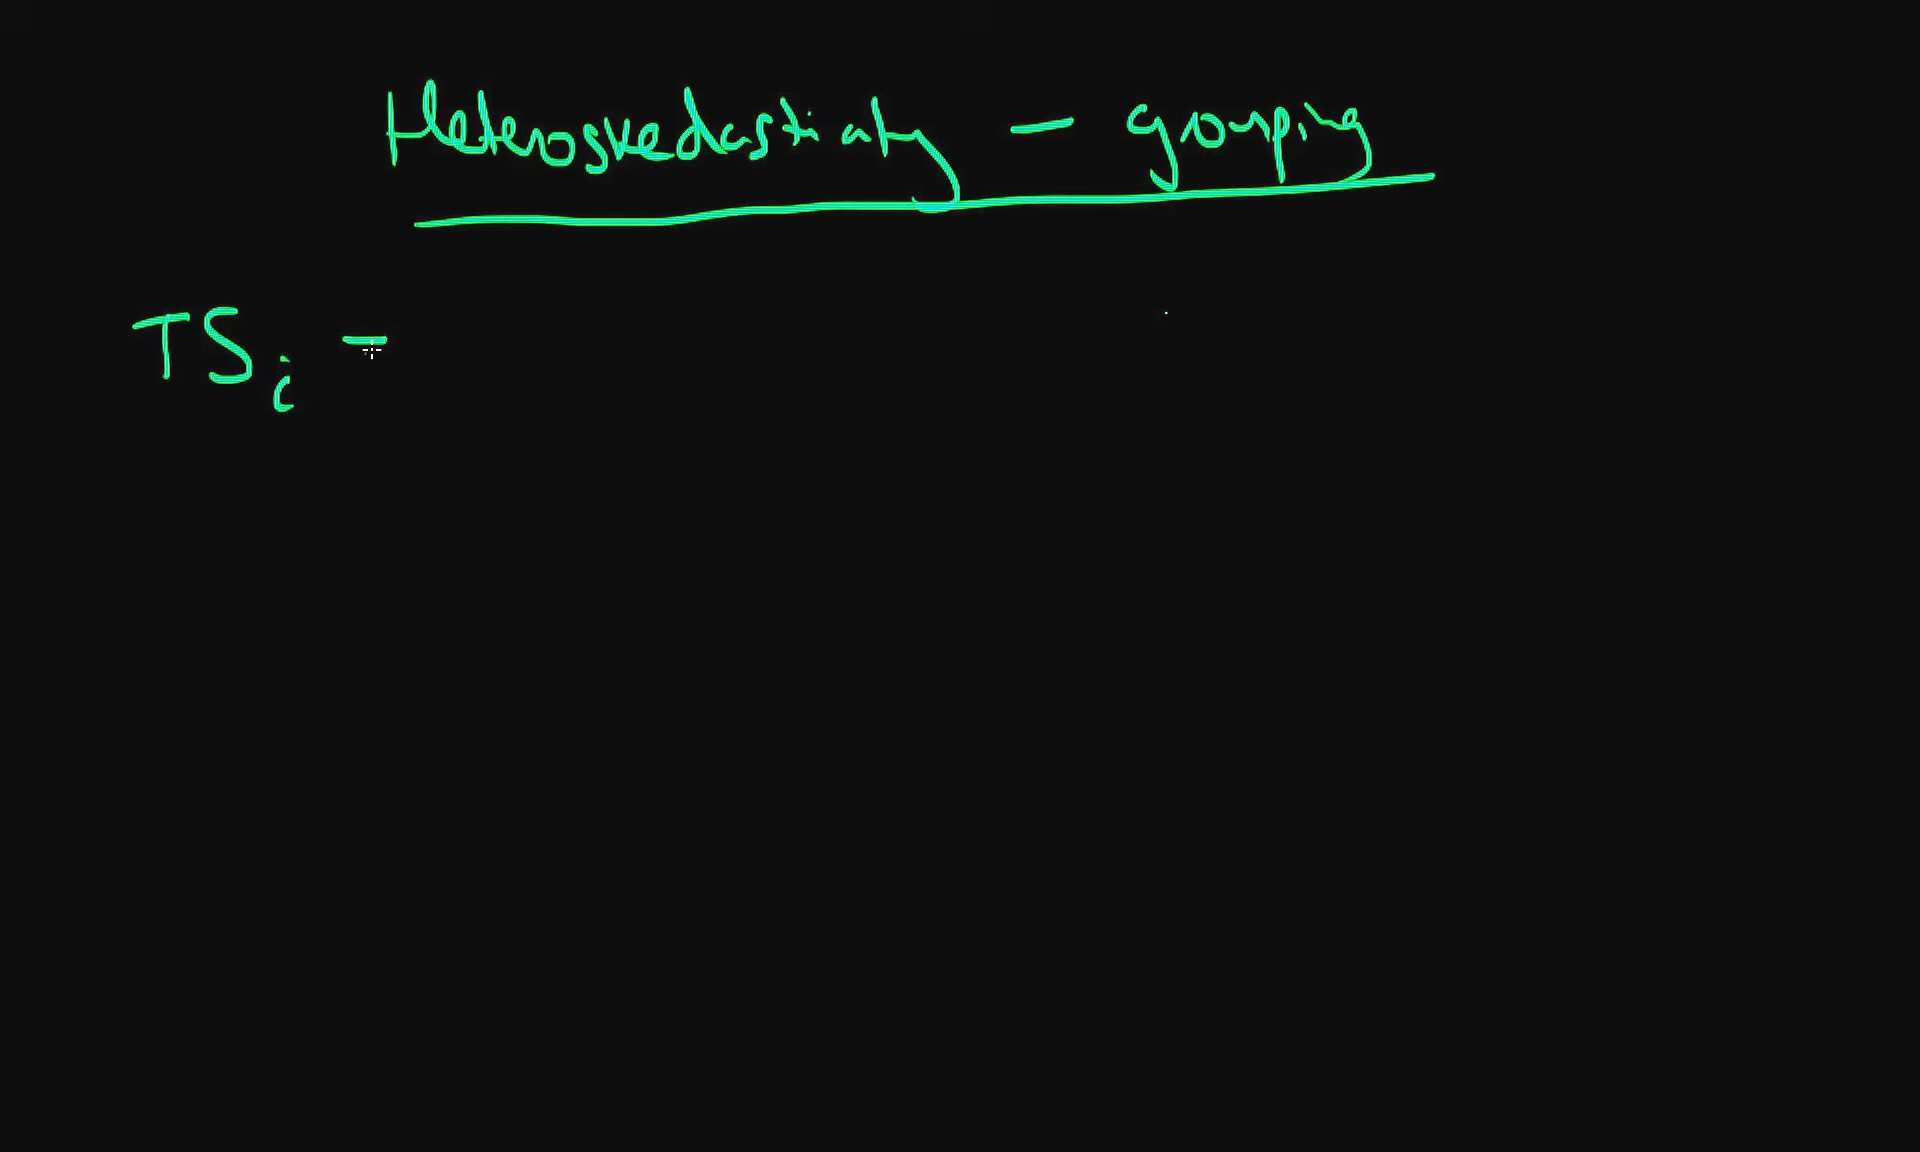 Heteroskedasticity - grouping
TSi =